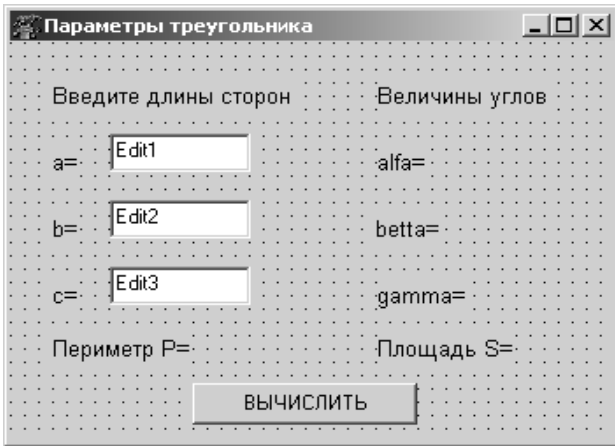 Параметры треугольника
Введите длины сторон Величины углов
a= Edit1 alfa=
b= Edit2 betta=
c= Edit3 gamma=
Периметр P= Площадь S=
ВЫЧИСЛИТЬ